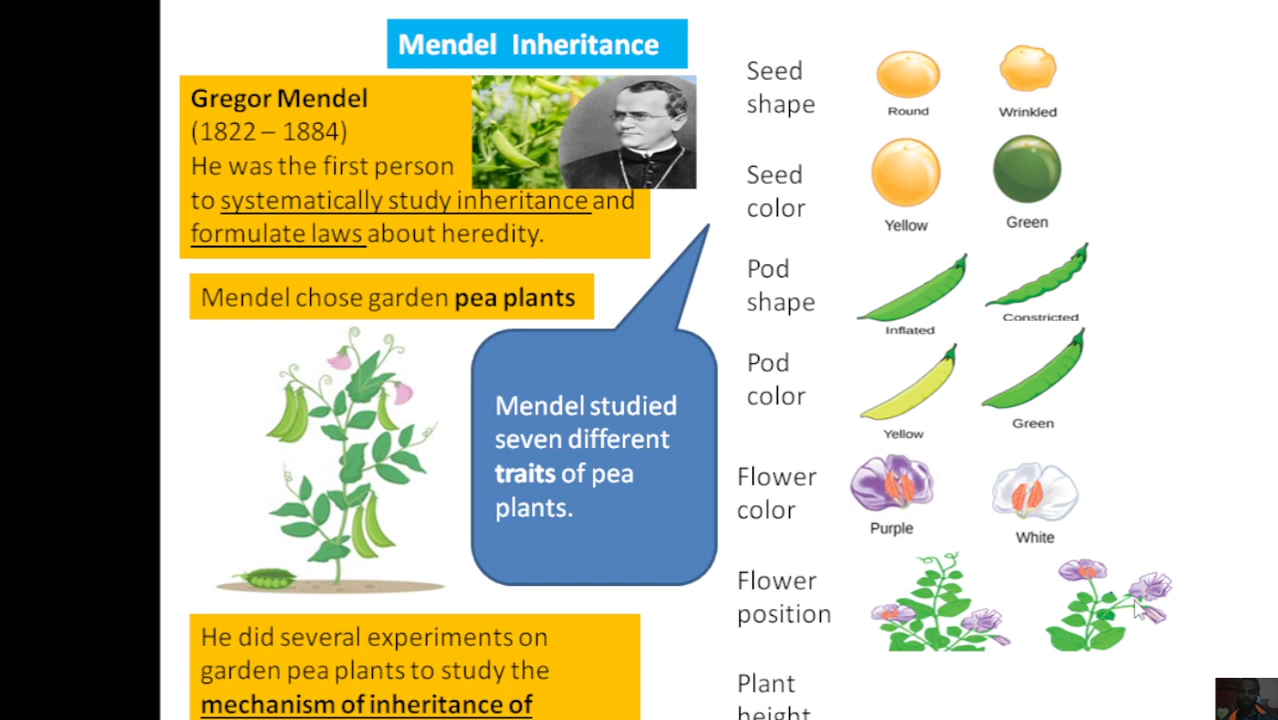 Mendel Inheritance
Gregor Mendel
(1822 – 1884)
He was the first person
to systematically study inheritance and
formulate laws about heredity.
Mendel chose garden pea plants
Mendel studied
seven different
traits of pea
plants.
He did several experiments on
garden pea plants to study the
mechanism of inheritance of
Seed
shape
Round
Wrinkled
Seed
color
Yellow
Green
Pod
shape
Inflated
Constricted
Pod
color
Yellow
Green
Flower
color
Purple
White
Flower
position
Plant
height